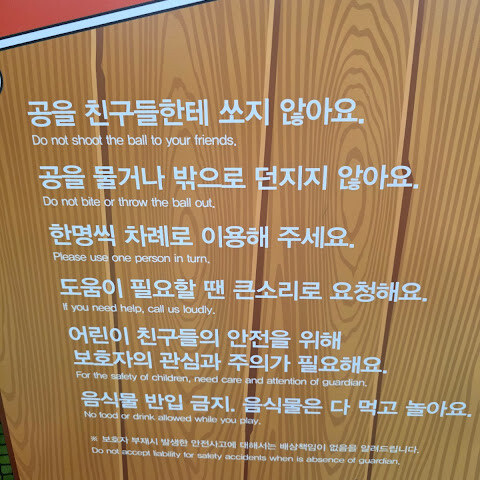 공을 친구들한테 쏘지 않아요.
Do not shoot the ball to your friends.
공을 물거나 밖으로 던지지 않아요.
Do not bite or throw the ball out.
한명씩 차례로 이용해 주세요.
Please use one person in turn.
도움이 필요할 땐 큰소리로 요청해요.
If you need help, call us loudly.
어린이 친구들의 안전을 위해
보호자의 관심과 주의가 필요해요.
For the safety of children, need care and attention of guardian.
음식물 반입 금지. 음식물은 다 먹고 놀아요.
No food or drink allowed while you play.
※ 보호자 부재시 발생한 안전사고에 대해서는 배상책임이 없음을 알려드립니다.
Do not accept liability for safety accidents when is absence of guardian.